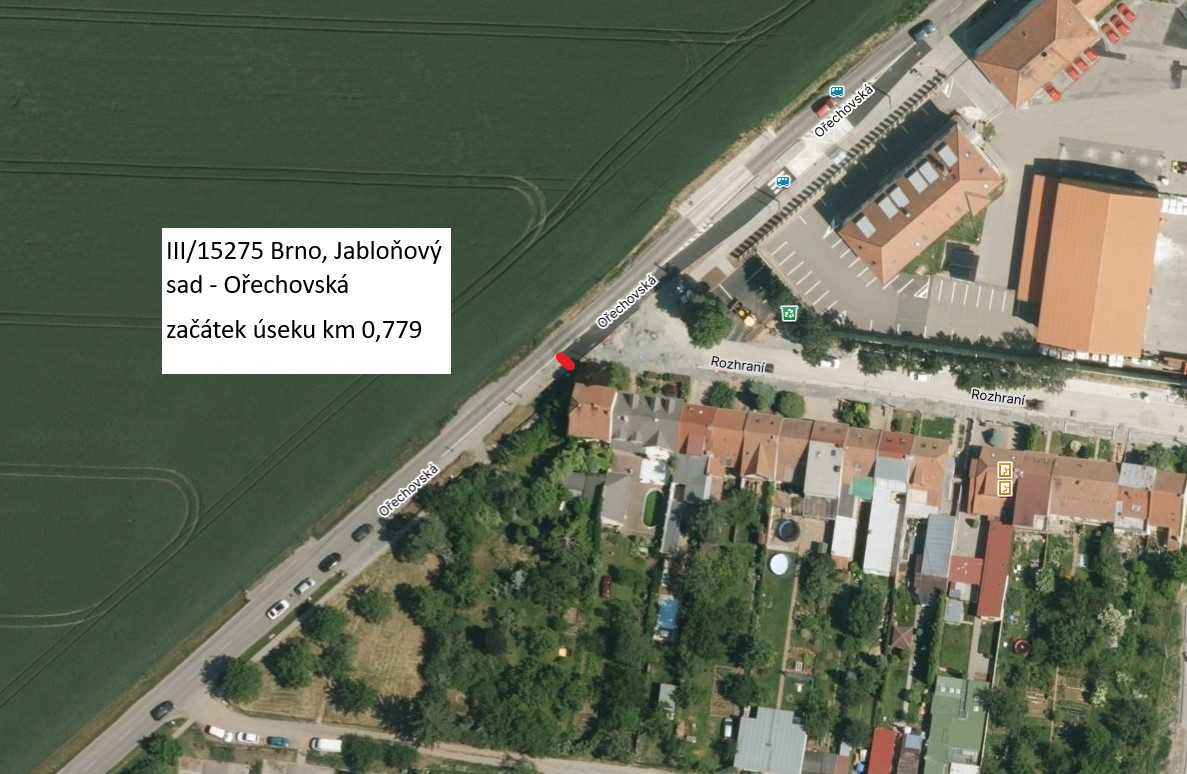 Ořechovská
III/15275 Brno, Jabloňový
sad - Ořechovská
začátek úseku km 0,779
Ořechovská
Rozhraní
Rozhraní
Ořechovská